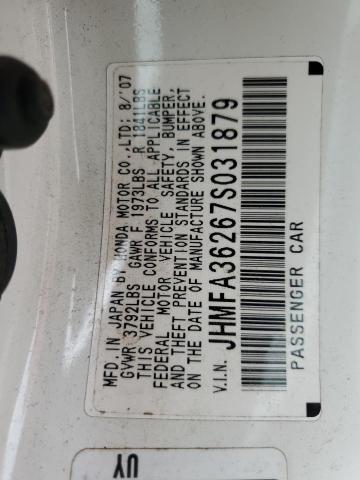 MFD. IN JAPAN BY HONDA MOTOR CO.,LTD; 8/'07
GVWR 3792LBS GAWR F 1973LBS R 1841LBS
THIS VEHICLE CONFORMS TO ALL APPLICABLE
FEDERAL MOTOR VEHICLE SAFETY, BUMPER,
AND THEFT PREVENTION STANDARDS IN EFFECT
ON THE DATE OF MANUFACTURE SHOWN ABOVE.
V.I.N. JHMFA36267S031879
PASSENGER CAR
UY